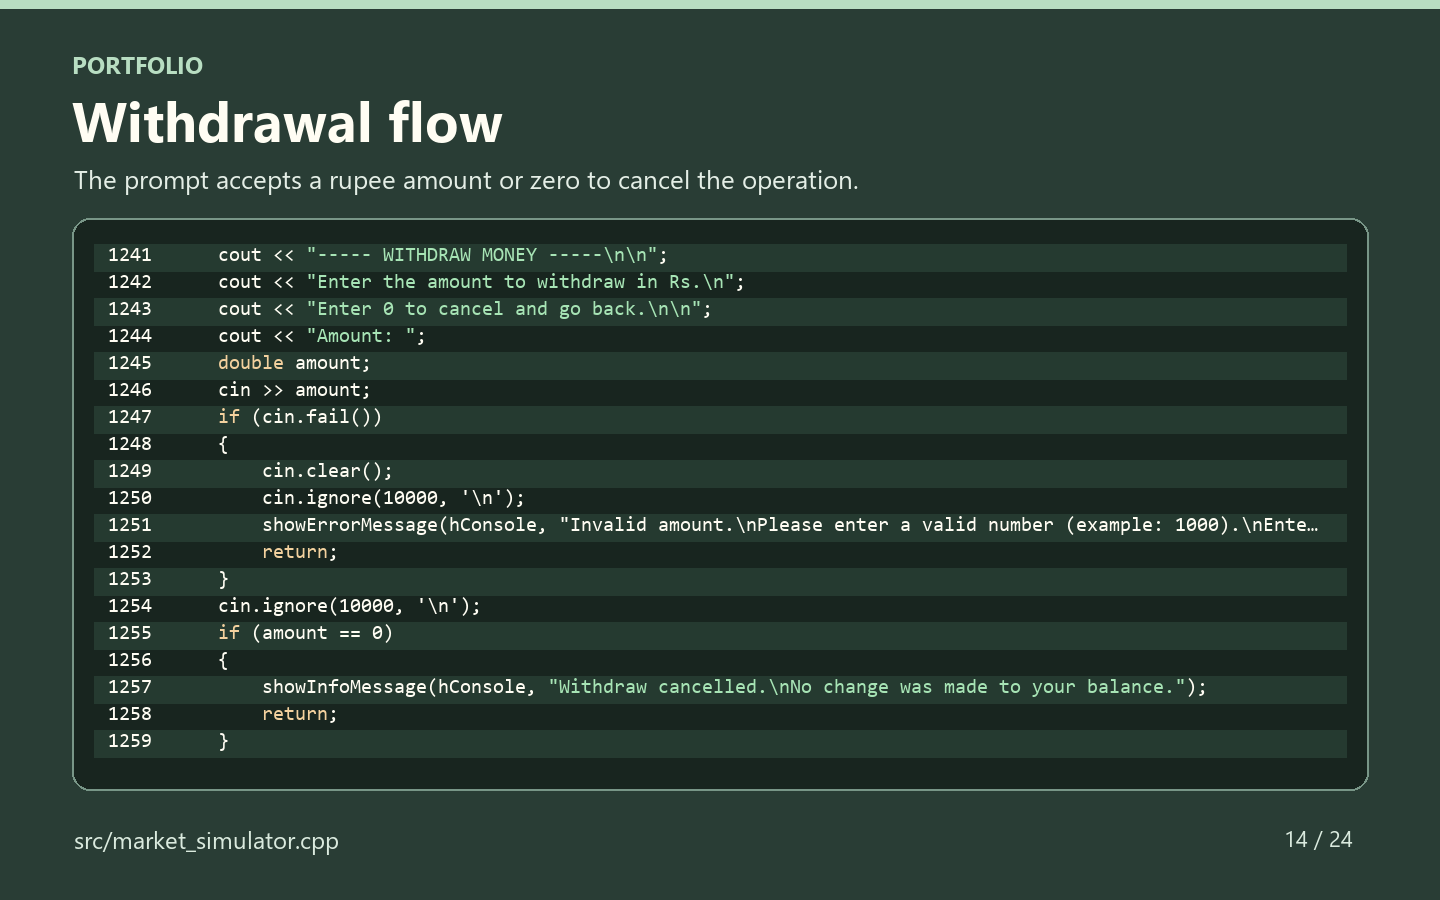 PORTFOLIO
Withdrawal flow
The prompt accepts a rupee amount or zero to cancel the operation.
1241      cout << "----- WITHDRAW MONEY -----\n\n";
1242      cout << "Enter the amount to withdraw in Rs.\n";
1243      cout << "Enter 0 to cancel and go back.\n\n";
1244      cout << "Amount: ";
1245      double amount;
1246      cin >> amount;
1247      if (cin.fail())
1248      {
1249          cin.clear();
1250          cin.ignore(10000, '\n');
1251          showErrorMessage(hConsole, "Invalid amount.\nPlease enter a valid number (example: 1000).\nEnte…
1252          return;
1253      }
1254      cin.ignore(10000, '\n');
1255      if (amount == 0)
1256      {
1257          showInfoMessage(hConsole, "Withdraw cancelled.\nNo change was made to your balance.");
1258          return;
1259      }
src/market_simulator.cpp
14 / 24